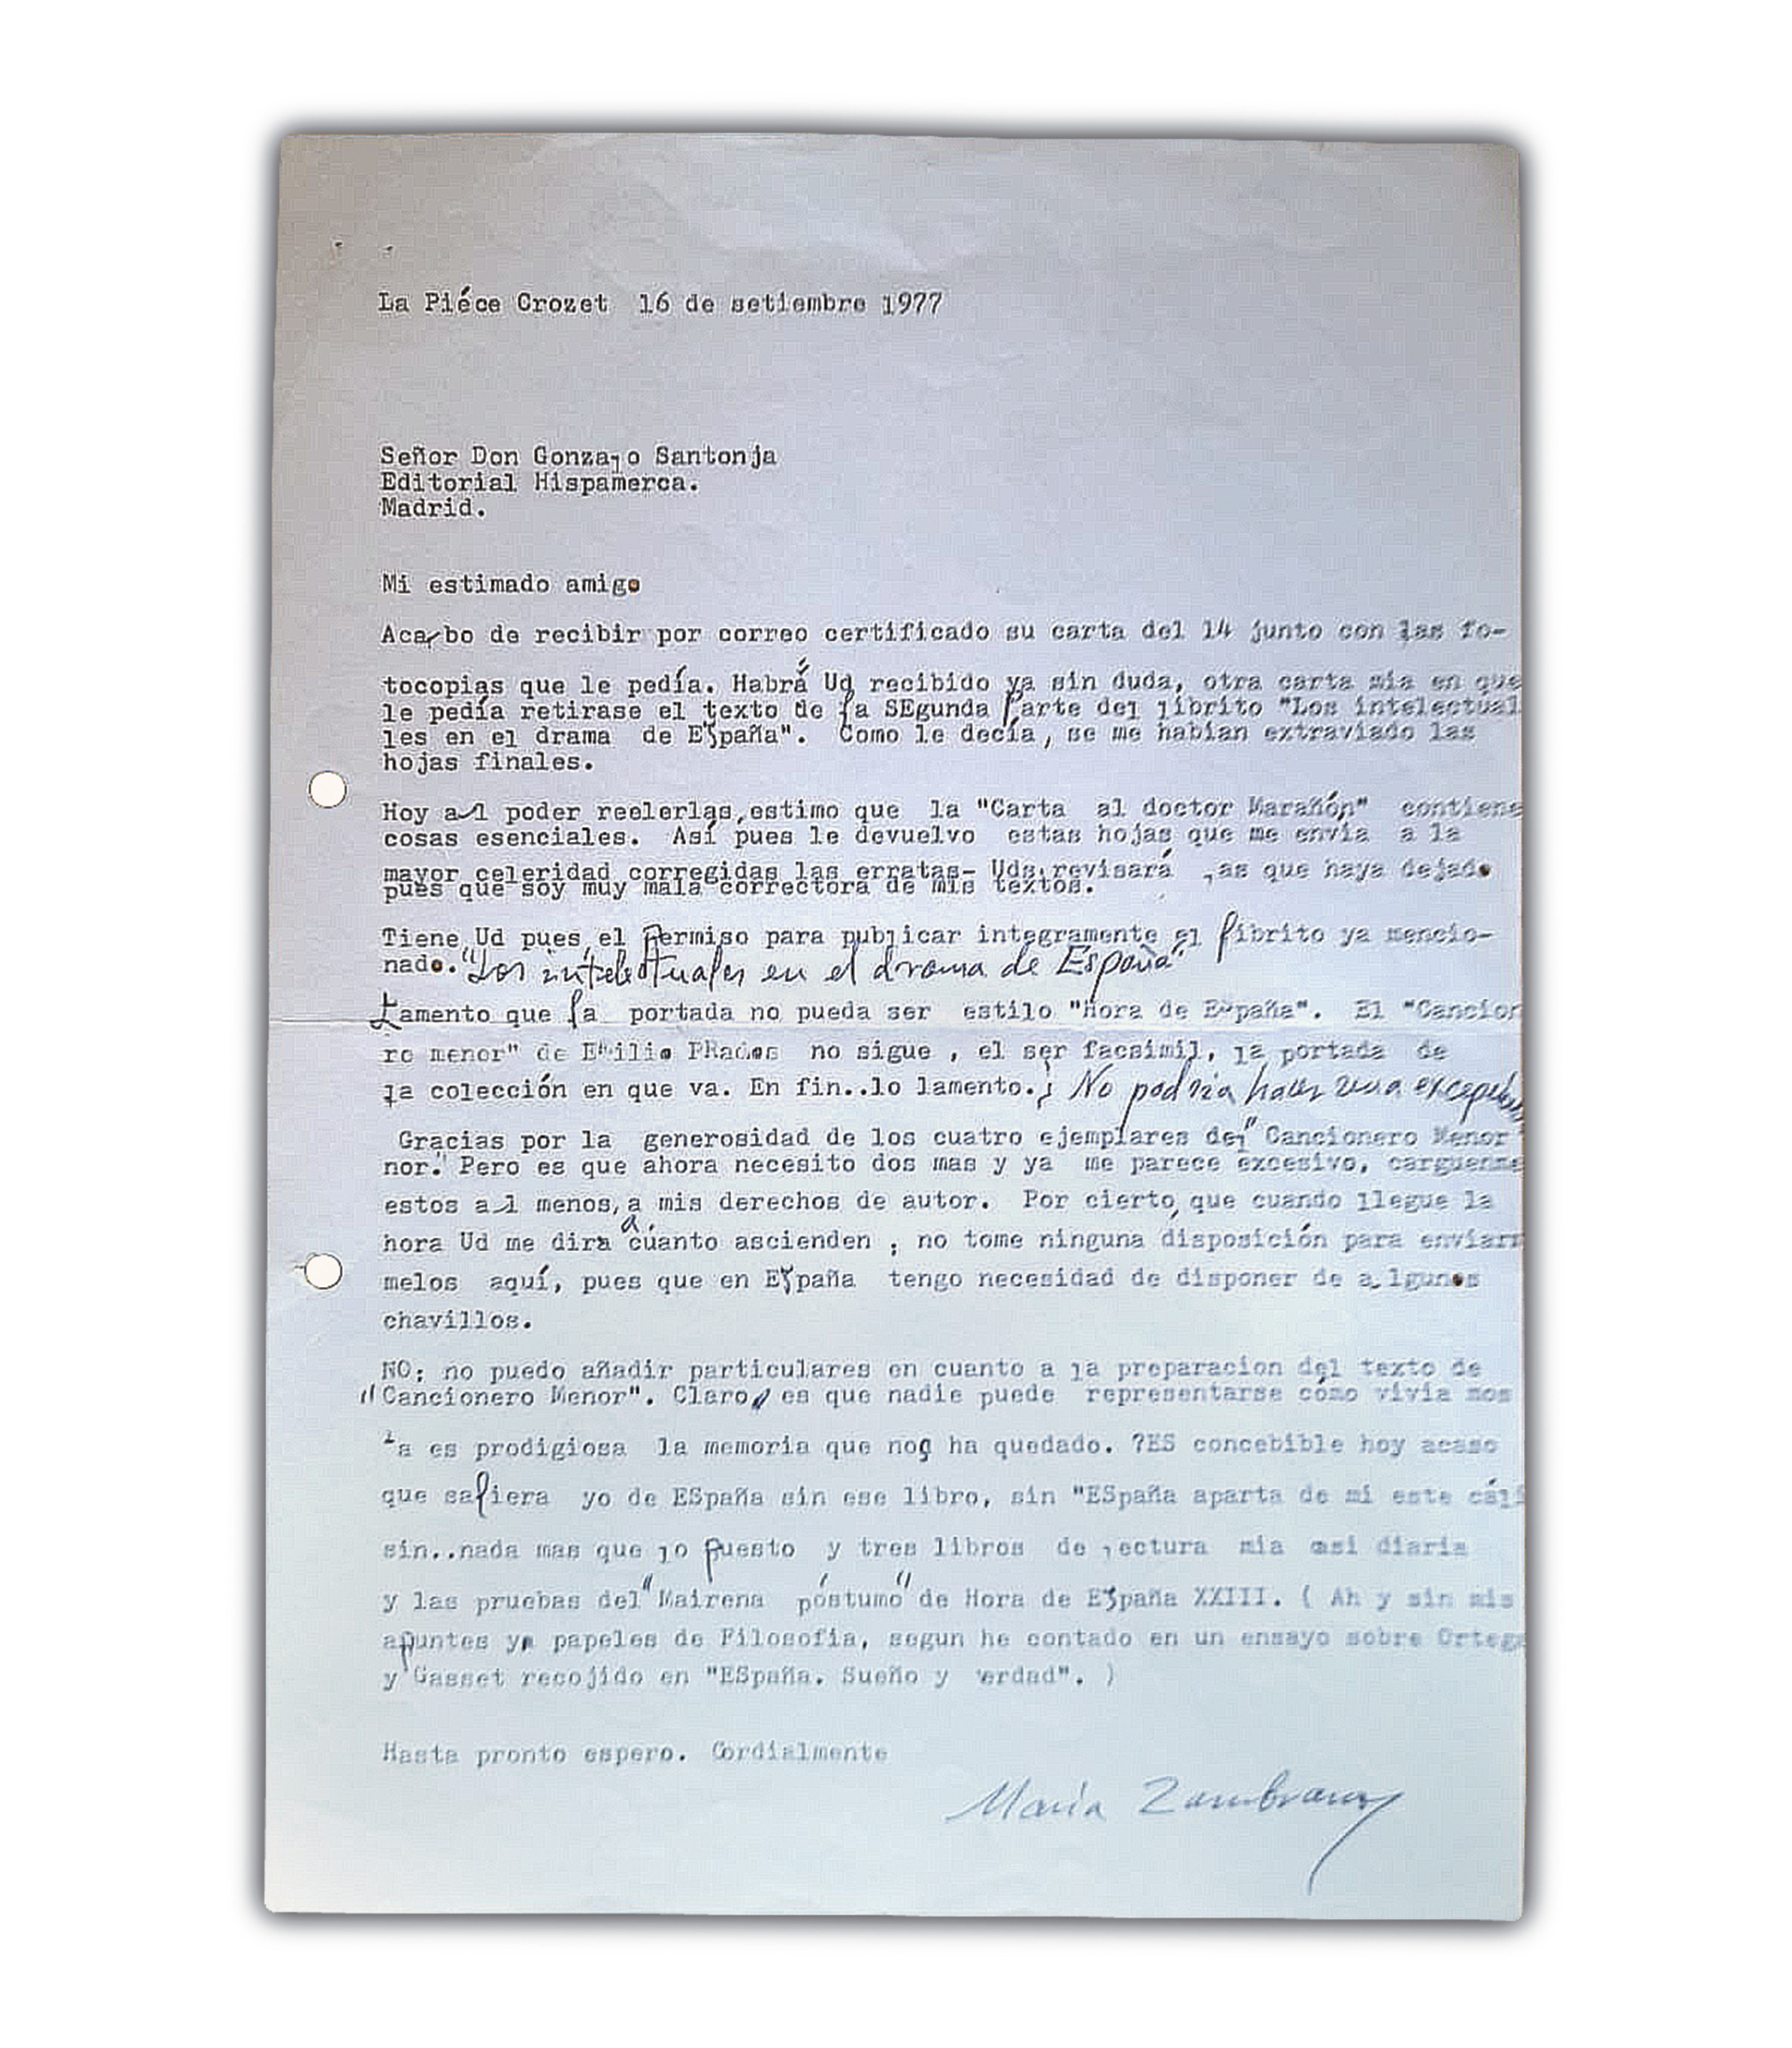 La Piéce Crozet 16 de setiembre 1977
Señor Don Gonzalo Santonja
Editorial Hispamerca.
Madrid.
Mi estimado amigo
Acabo de recibir por correo certificado su carta del 14 junto con las fo-
tocopias que le pedía. Habrá Ud recibido ya sin duda, otra carta mia en que
le pedía retirase el texto de la SEgunda Parte del librito "Los intelectual
les en el drama de España". Como le decía, se me habian extraviado las
hojas finales.
Hoy al poder reelerlas, estimo que la "Carta al doctor Marañón" contiene
cosas esenciales. Así pues le devuelvo estas hojas que me envia a la
mayor celeridad corregidas las erratas- Uds. revisará ,as que haya dejado
pues que soy muy mala correctora de mis textos.
Tiene Ud pues, el Permiso para publicar integramente el librito ya mencio-
nado. "Los intelectuales en el drama de España".
Lamento que la portada no pueda ser estilo "Hora de España". El "Cancion
ro menor" de Emilio PRados no sigue , el ser facsimil, la portada de
la colección en que va. En fin..lo lamento. ¿ No podria haber una excepción
Gracias por la generosidad de los cuatro ejemplares del "Cancionero Menor
nor." Pero es que ahora necesito dos mas y ya me parece excesivo, carguenme
estos al menos, a mis derechos de autor. Por cierto, que cuando llegue la
hora Ud me dira a cuanto ascienden ; no tome ninguna disposición para enviarm
melos aquí, pues que en España tengo necesidad de disponer de algunos
chavillos.
NO; no puedo añadir particulares en cuanto a la preparacion del texto de
"Cancionero Menor". Claro, es que nadie puede representarse cómo vivia mos
Ya es prodigiosa la memoria que nos ha quedado. ?ES concebible hoy acaso
que saliera yo de ESpaña sin ese libro, sin "ESpaña aparta de mi este cáli
sin..nada mas que lo puesto y tres libros de lectura mia casi diaria
y las pruebas del "Mairena póstumo" de Hora de España XXIII. ( Ah y sin mis
apuntes y papeles de Filosofia, segun he contado en un ensayo sobre Ortega
y Gasset recojido en "ESpaña. Sueño y verdad". )
Hasta pronto espero. Cordialmente
María Zambrano